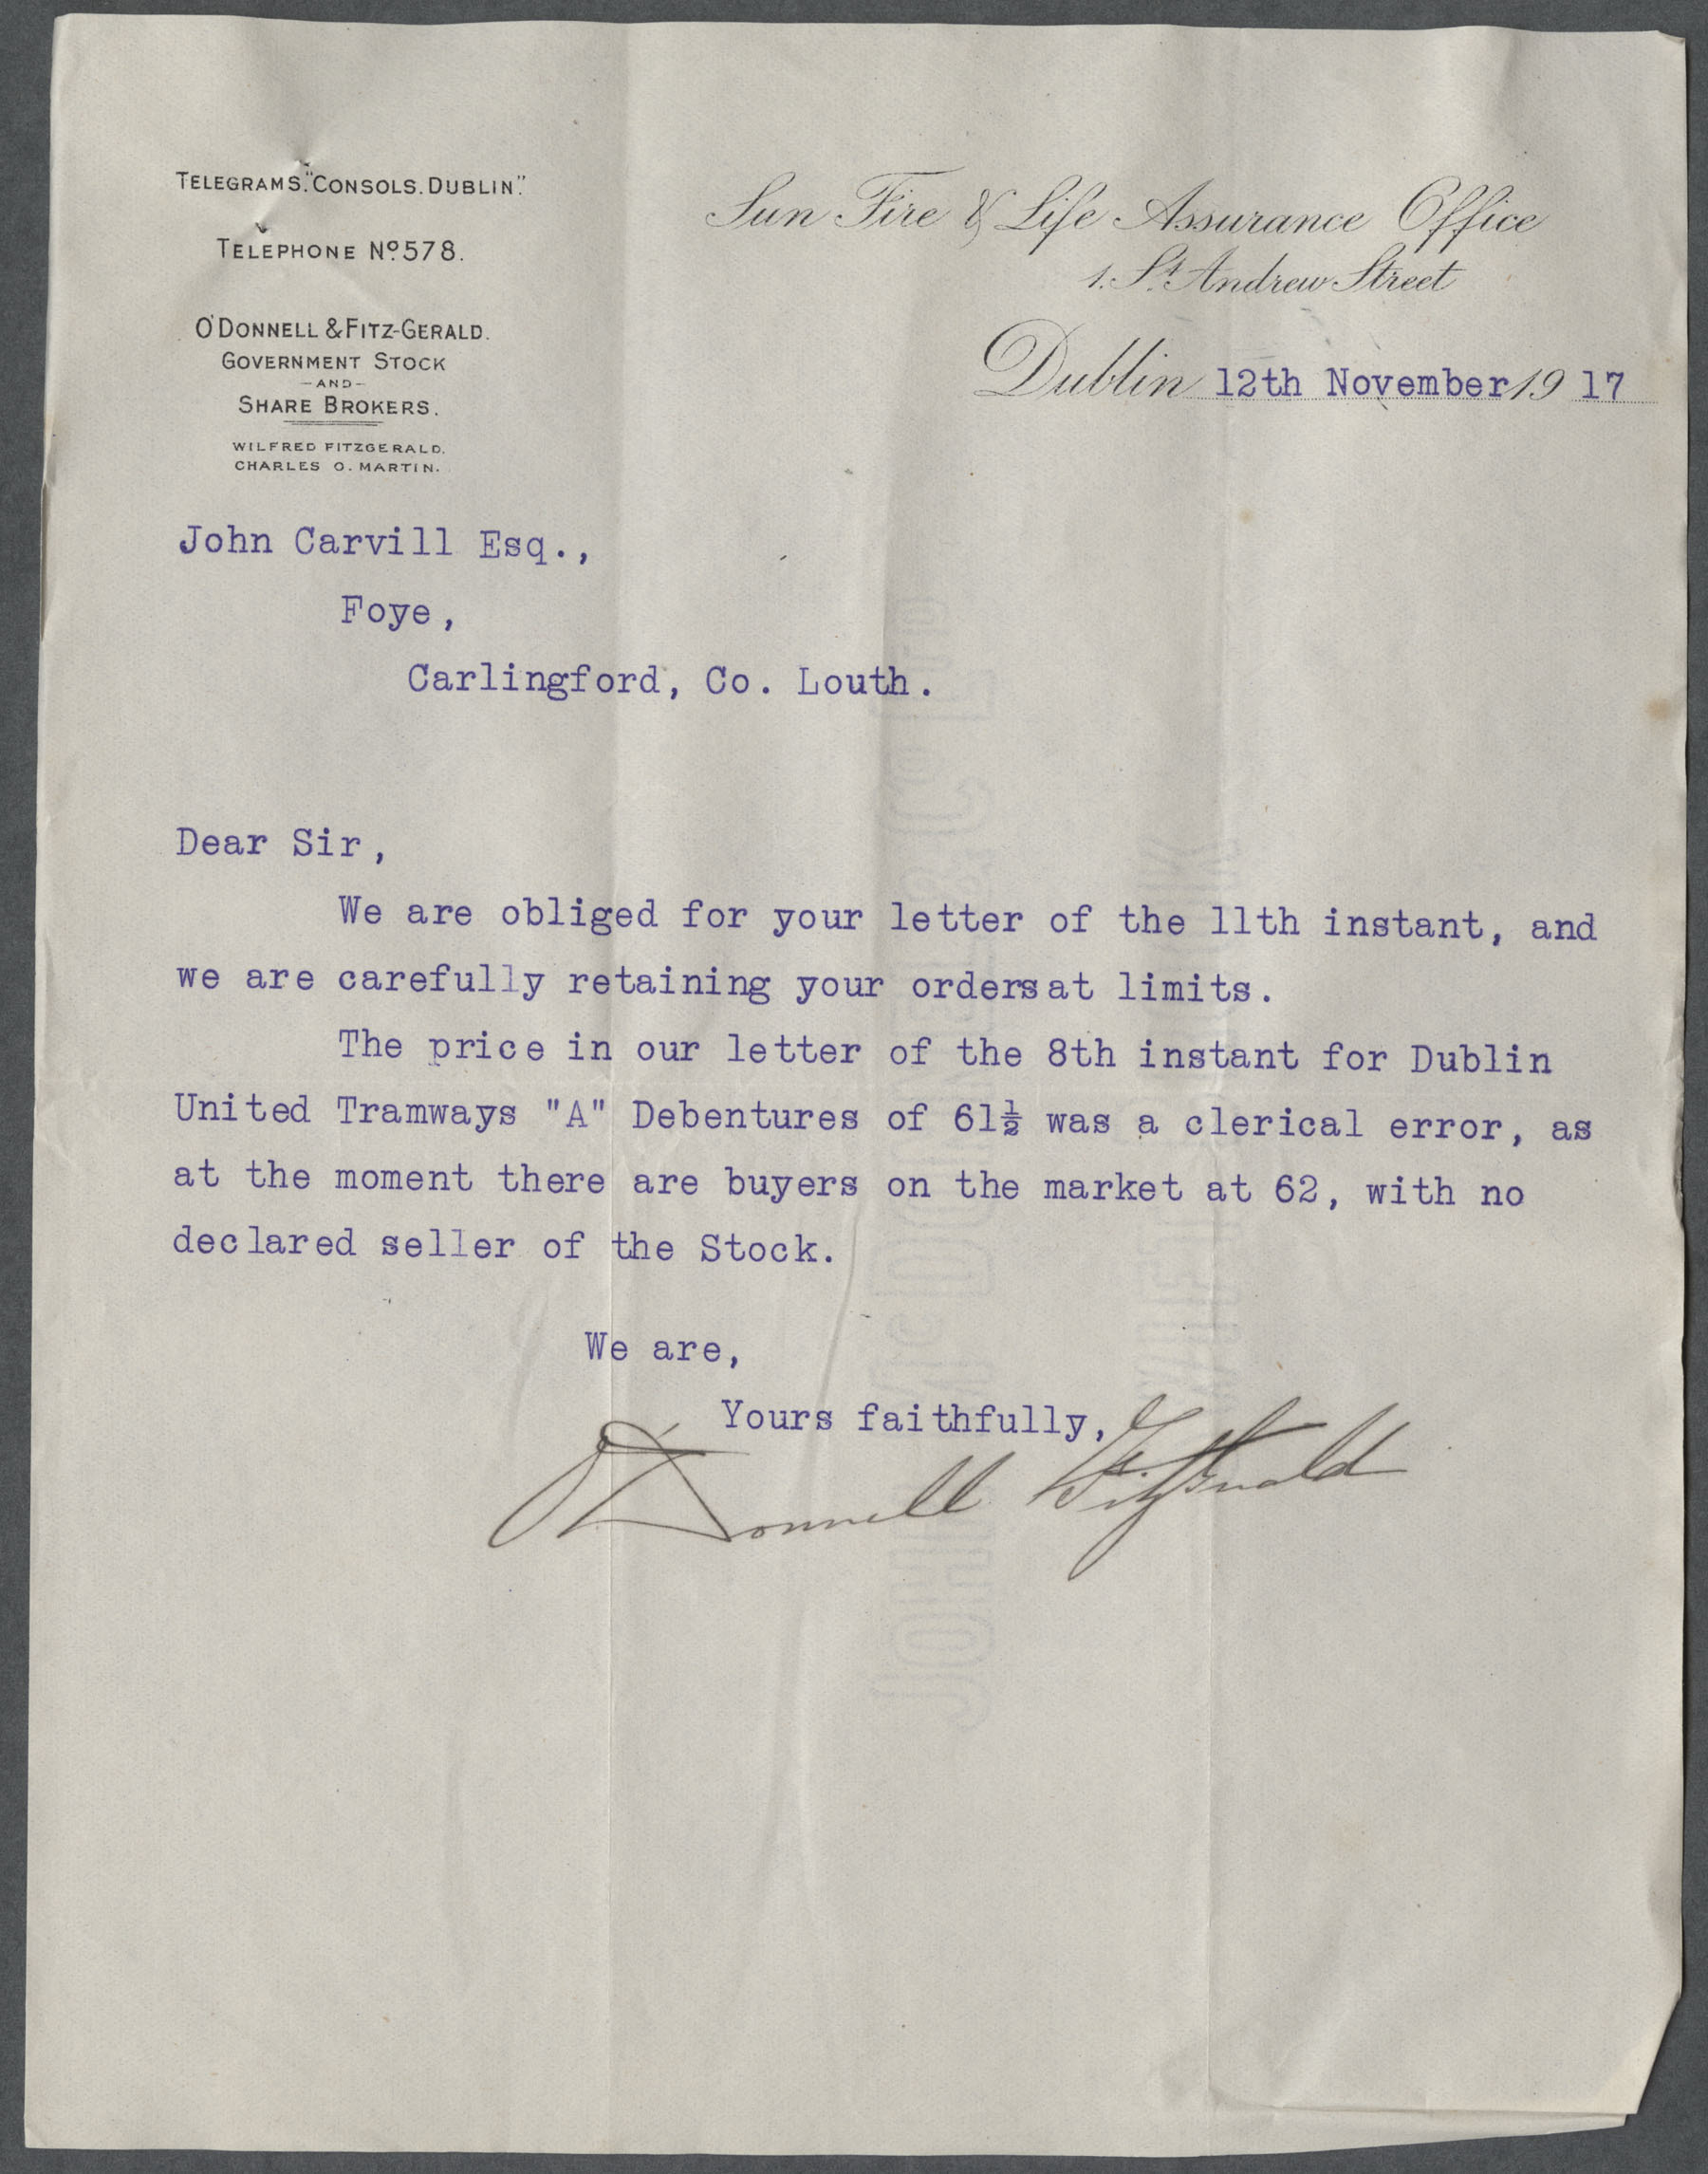 TELEGRAMS. "CONSOLS. DUBLIN."
TELEPHONE No. 578.
O'DONNELL & FITZ-GERALD.
GOVERNMENT STOCK
- AND -
SHARE BROKERS.
WILFRED FITZGERALD.
CHARLES O. MARTIN.
Sun Fire & Life Assurance Office
1. St. Andrew Street
Dublin 12th November 19 17
John Carvill Esq.,
Foye,
Carlingford, Co. Louth.
Dear Sir,
We are obliged for your letter of the 11th instant, and
we are carefully retaining your orders at limits.
The price in our letter of the 8th instant for Dublin
United Tramways "A" Debentures of 61½ was a clerical error, as
at the moment there are buyers on the market at 62, with no
declared seller of the Stock.
We are,
Yours faithfully,
O'Donnell Fitzgerald